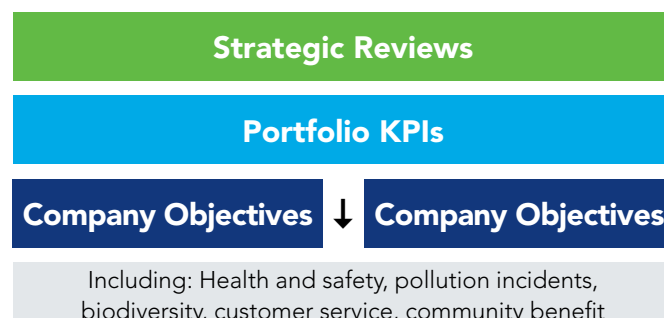 Strategic Reviews
Portfolio KPIs
Company Objectives ↓ Company Objectives
Including: Health and safety, pollution incidents,
biodiversity, customer service, community benefit